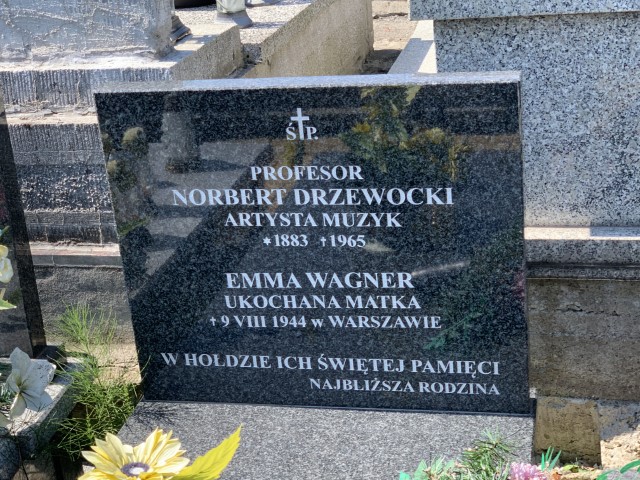 Ś†P.
PROFESOR
NORBERT DRZEWOCKI
ARTYSTA MUZYK
*1883 †1965
EMMA WAGNER
UKOCHANA MATKA
† 9 VIII 1944 w WARSZAWIE
W HOŁDZIE ICH ŚWIĘTEJ PAMIĘCI
NAJBLIŻSZA RODZINA